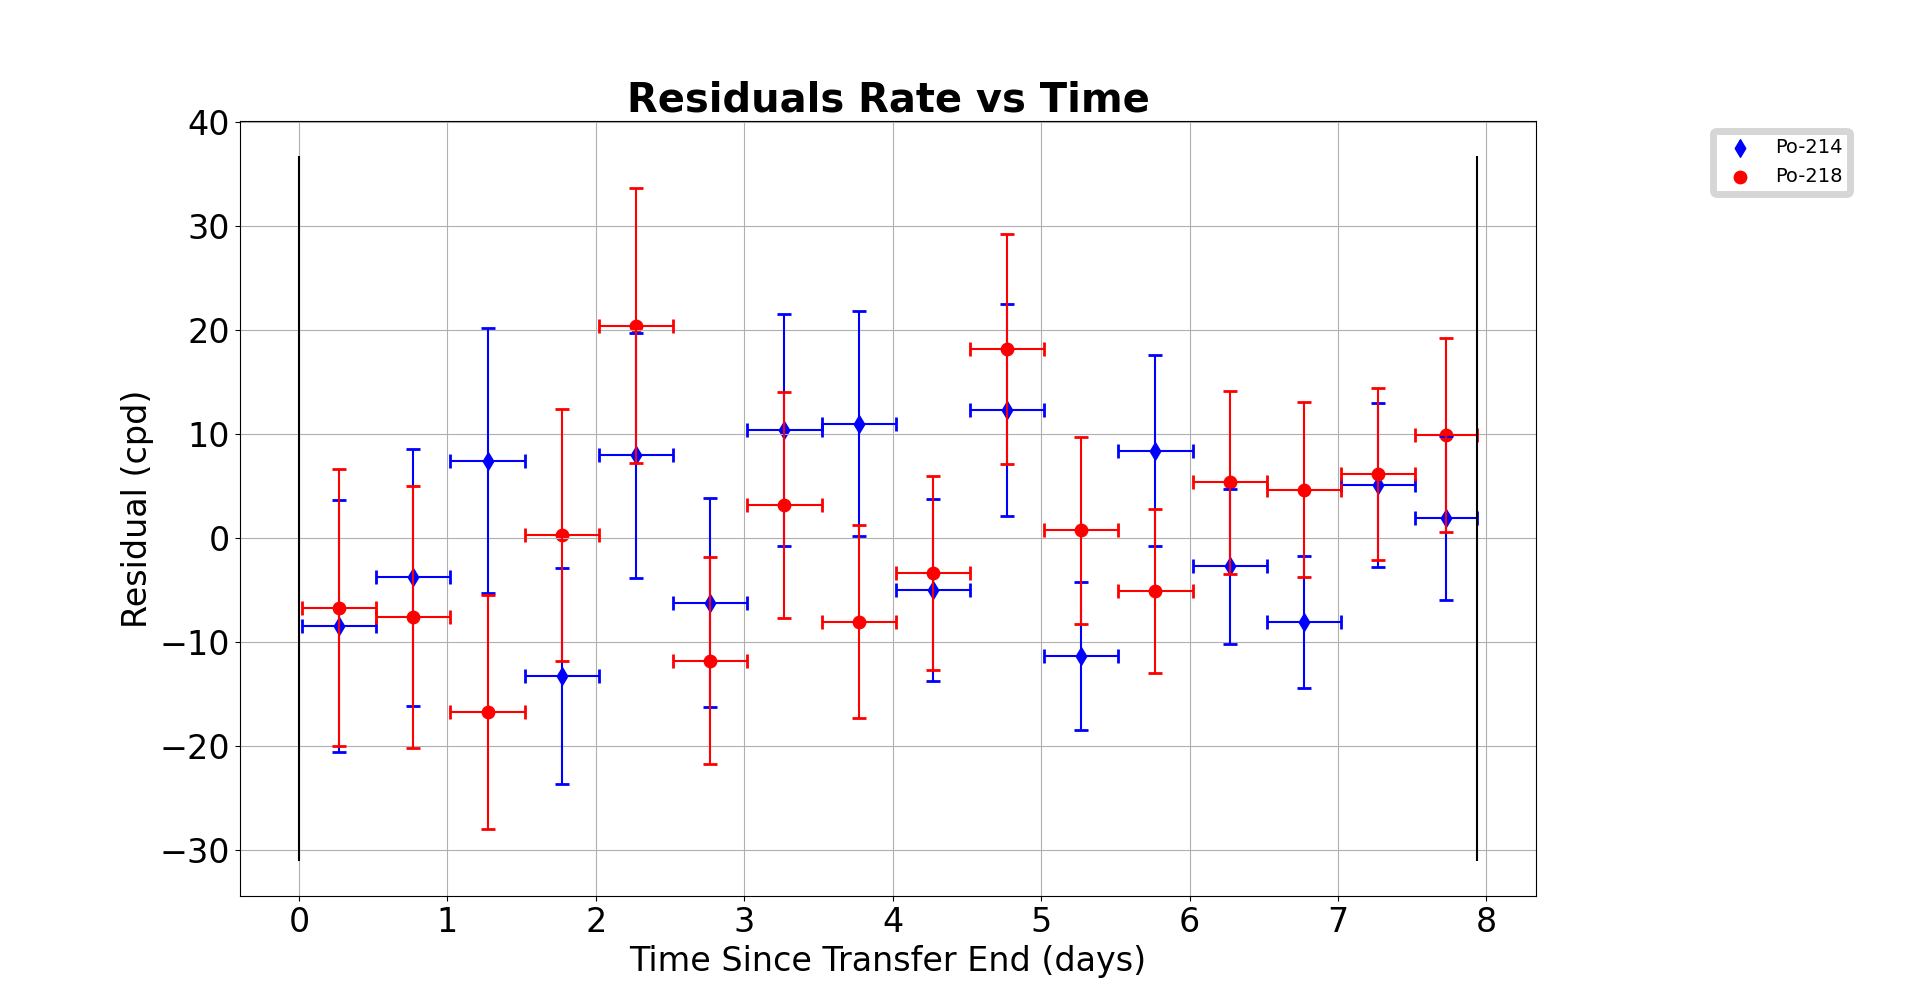 Residuals Rate vs Time
Po-214
Po-218
Residual (cpd)
40
30
20
10
0
−10
−20
−30
0 1 2 3 4 5 6 7 8
Time Since Transfer End (days)